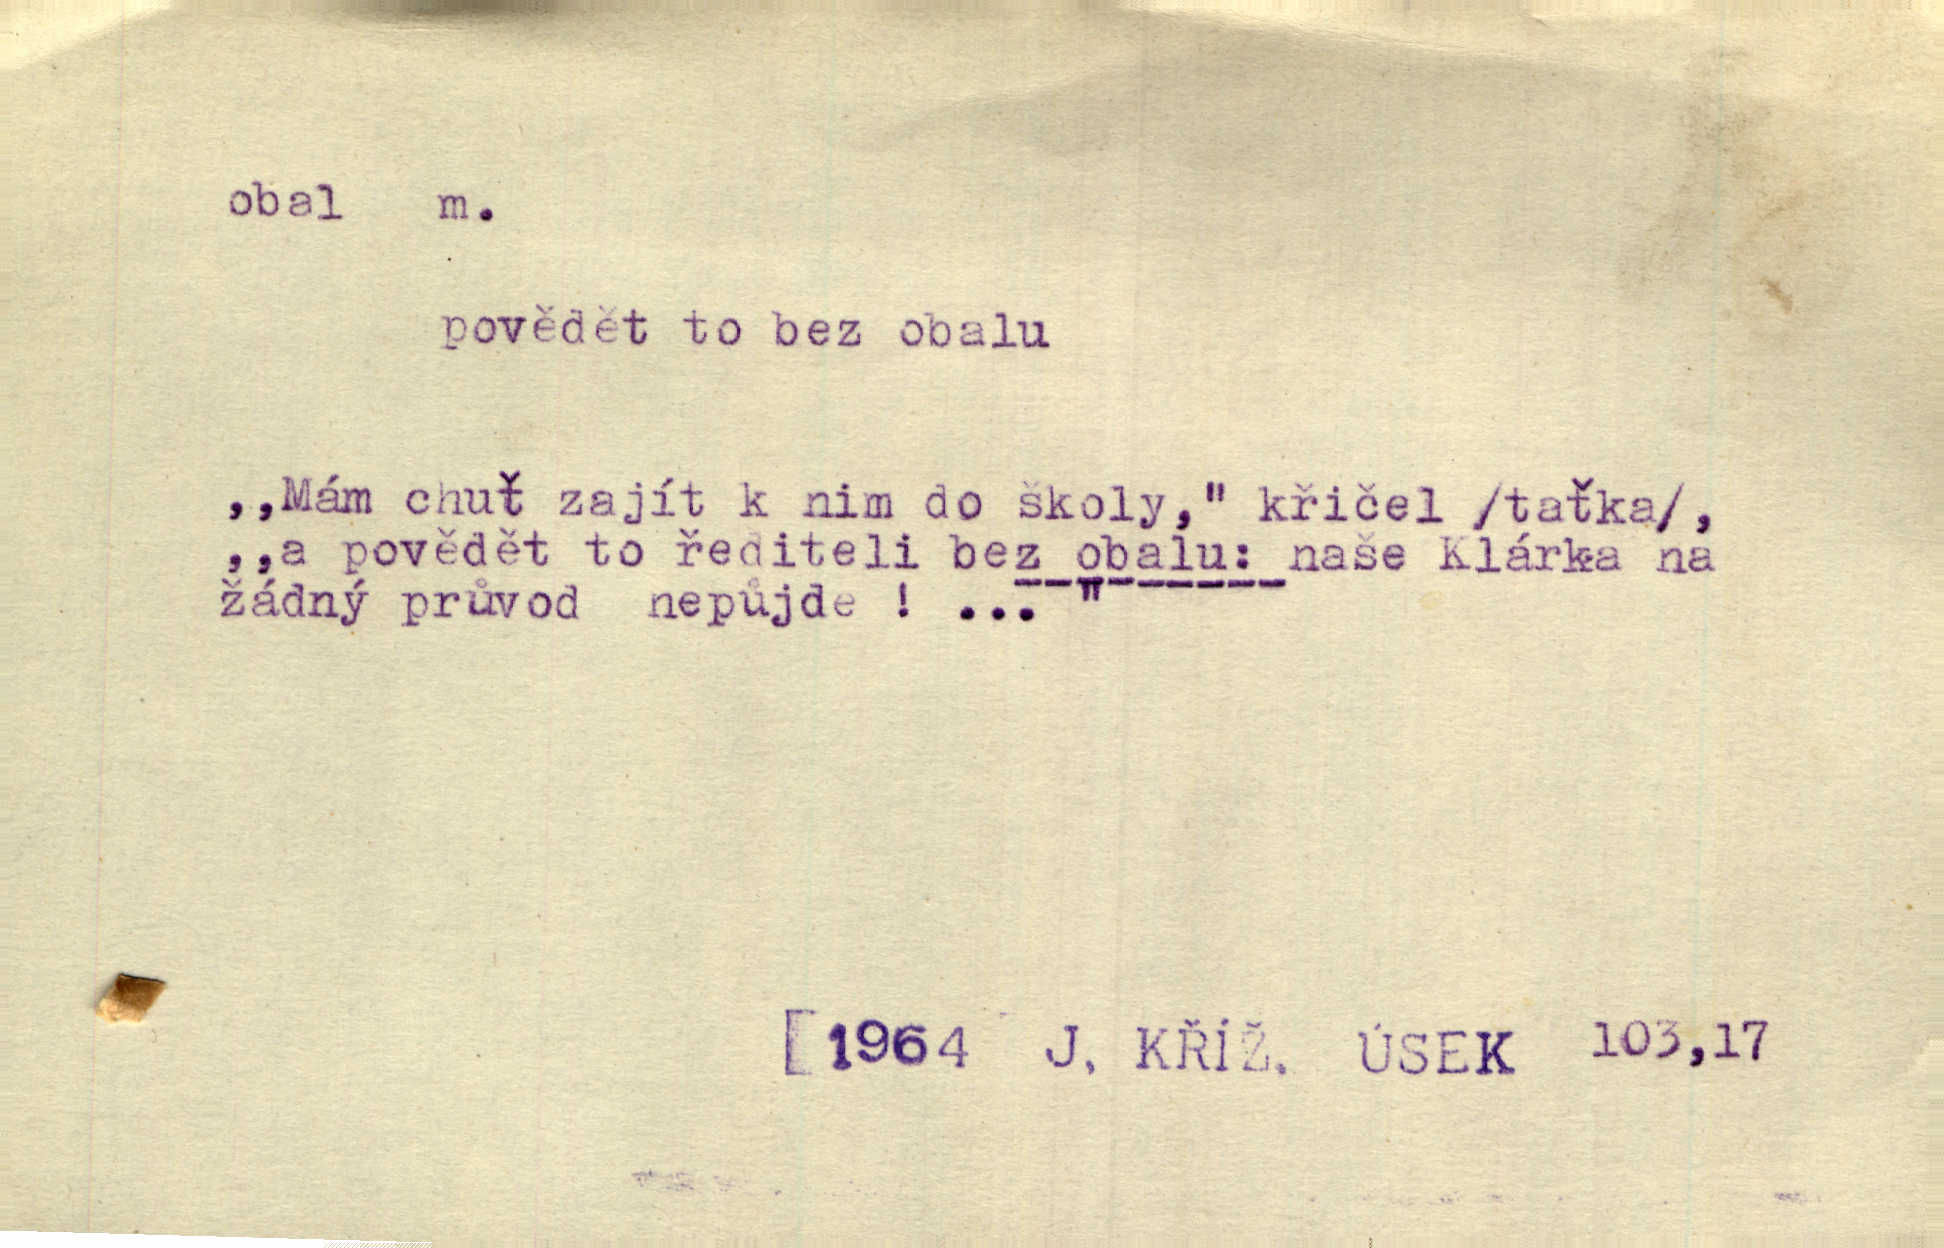 obal m.
povědět to bez obalu
,,Mám chuť zajít k nim do školy," křičel /taťka/,
,,a povědět to řediteli bez obalu: naše Klárka na
žádný průvod nepůjde ! ... "
[1964 J. KŘÍŽ. ÚSEK 103,17